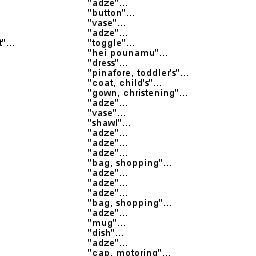 "adze"...
"button"...
"vase"...
"adze"...
"...
"toggle"...
"hei pounamu"...
"dress"...
"pinafore, toddler's"...
"coat, child's"...
"gown, christening"...
"adze"...
"vase"...
"shawl"...
"adze"...
"adze"...
"adze"...
"bag, shopping"...
"adze"...
"adze"...
"adze"...
"bag, shopping"...
"adze"...
"mug"...
"dish"...
"adze"...
"cap, motoring"...